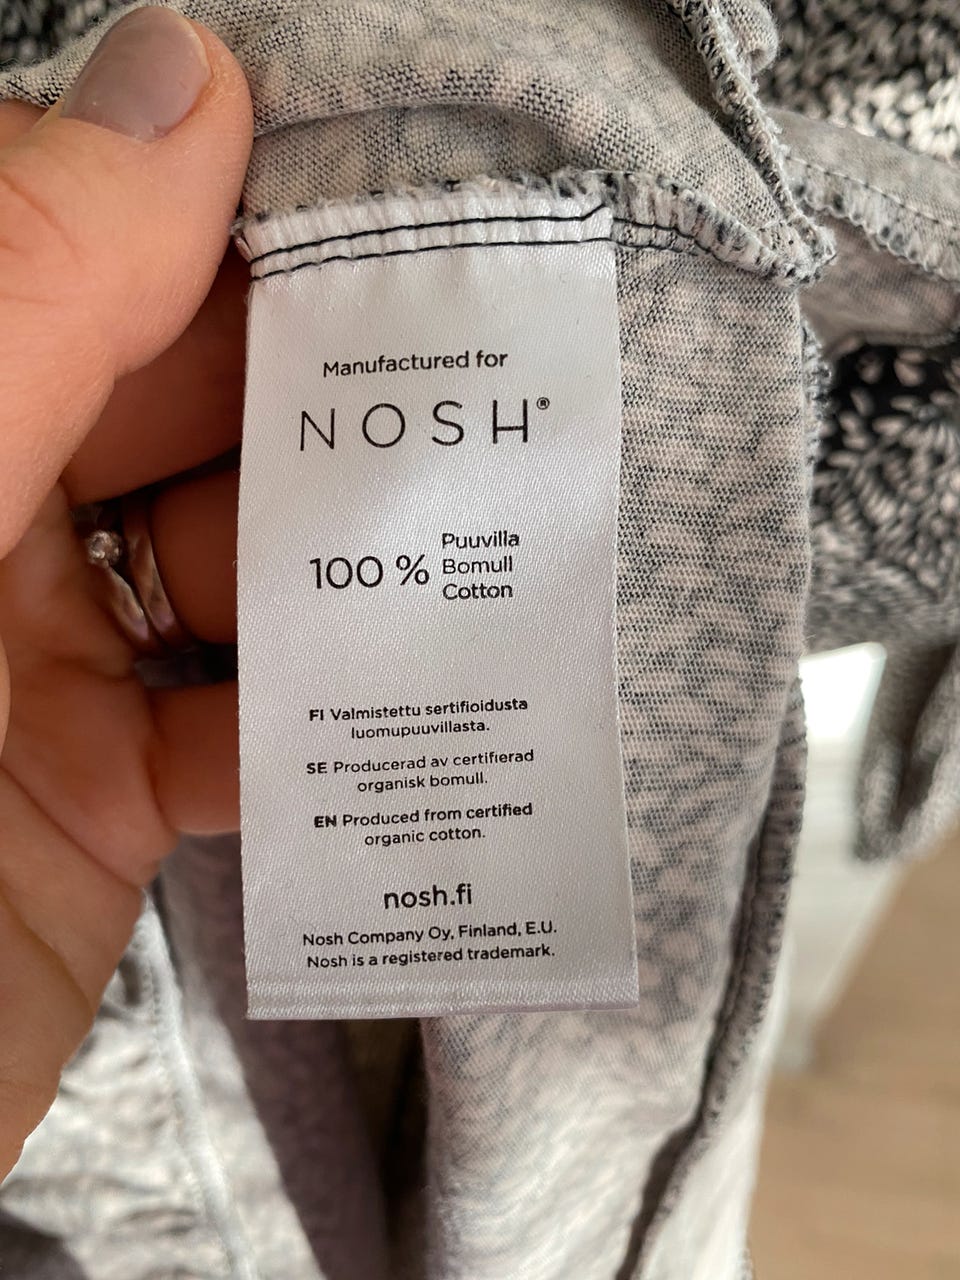 Manufactured for
NOSH®
100 % Puuvilla
Bomull
Cotton
FI Valmistettu sertifioidusta
luomupuuvillasta.
SE Producerad av certifierad
organisk bomull.
EN Produced from certified
organic cotton.
nosh.fi
Nosh Company Oy, Finland, E.U.
Nosh is a registered trademark.